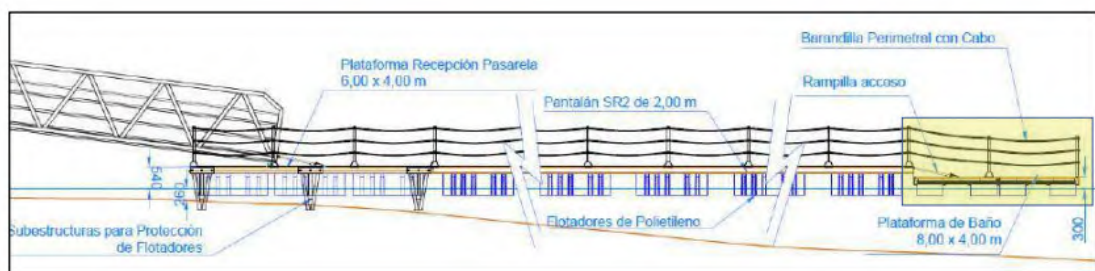 Barandilla Perimetral con Cabo
Plataforma Recepción Pasarela
6,00 x 4,00 m
Rampilla acceso
Pantalán SR2 de 2,00 m
540
260
Subestructuras para Protección
de Flotadores
Flotadores de Polietileno
Plataforma de Baño
8,00 x 4,00 m
300